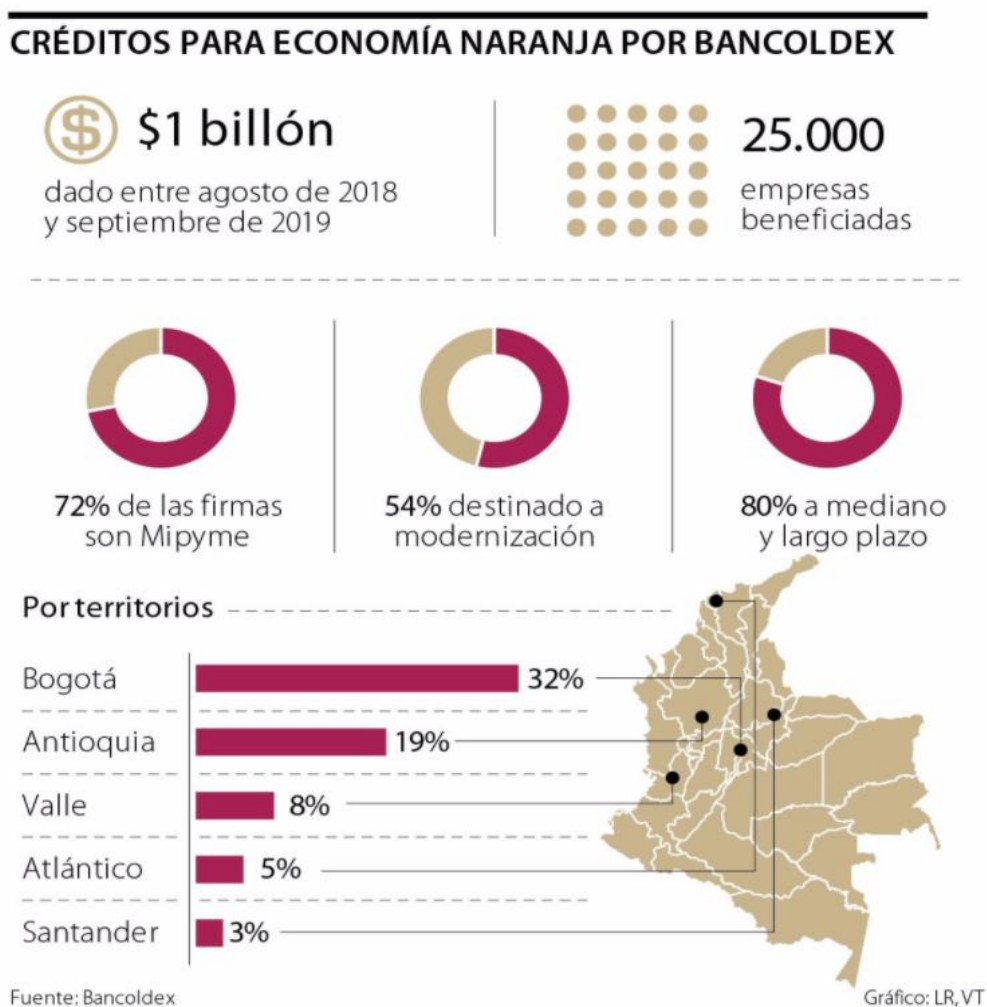 CRÉDITOS PARA ECONOMÍA NARANJA POR BANCOLDEX
$
$1 billón
dado entre agosto de 2018
y septiembre de 2019
25.000
empresas
beneficiadas
72% de las firmas
son Mipyme
54% destinado a
modernización
80% a mediano
y largo plazo
Por territorios
Bogotá 32%
Antioquia 19%
Valle 8%
Atlántico 5%
Santander 3%
Fuente: Bancoldex
Gráfico: LR, VT